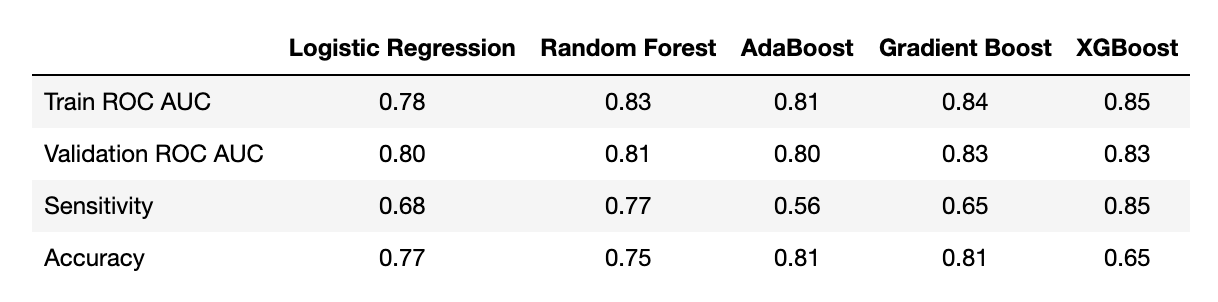 Logistic Regression Random Forest AdaBoost Gradient Boost XGBoost
Train ROC AUC 0.78 0.83 0.81 0.84 0.85
Validation ROC AUC 0.80 0.81 0.80 0.83 0.83
Sensitivity 0.68 0.77 0.56 0.65 0.85
Accuracy 0.77 0.75 0.81 0.81 0.65